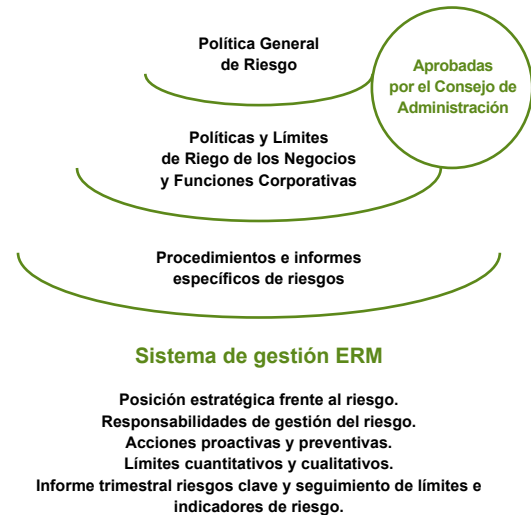 Política General
de Riesgo
Aprobadas
por el Consejo de
Administración
Políticas y Límites
de Riego de los Negocios
y Funciones Corporativas
Procedimientos e informes
específicos de riesgos
Sistema de gestión ERM
Posición estratégica frente al riesgo.
Responsabilidades de gestión del riesgo.
Acciones proactivas y preventivas.
Límites cuantitativos y cualitativos.
Informe trimestral riesgos clave y seguimiento de límites e
indicadores de riesgo.